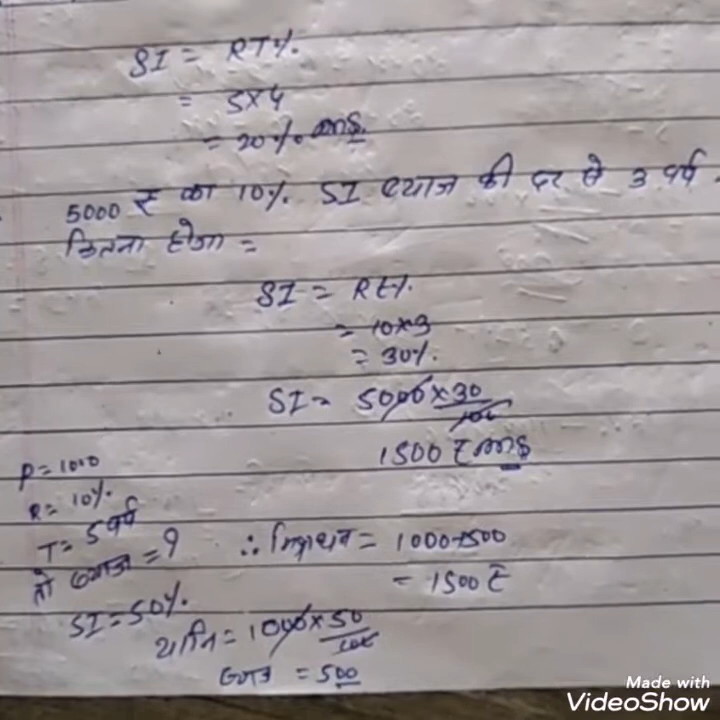 SI = RT%
= 5×4
= 20% Ans
5000 ₹ का 10% SI ब्याज की दर से 3 वर्ष
कितना होगा =
SI = Rt%
= 10×3
= 30%
SI = 5000×30/100
1500 ₹ Ans
P = 1000
R = 10%
T = 5 वर्ष
तो ब्याज = ?
SI = 50%
यानि = 1000×50/100
ब्याज = 500
∴ मिश्रधन = 1000+500
= 1500 ₹
Made with
VideoShow